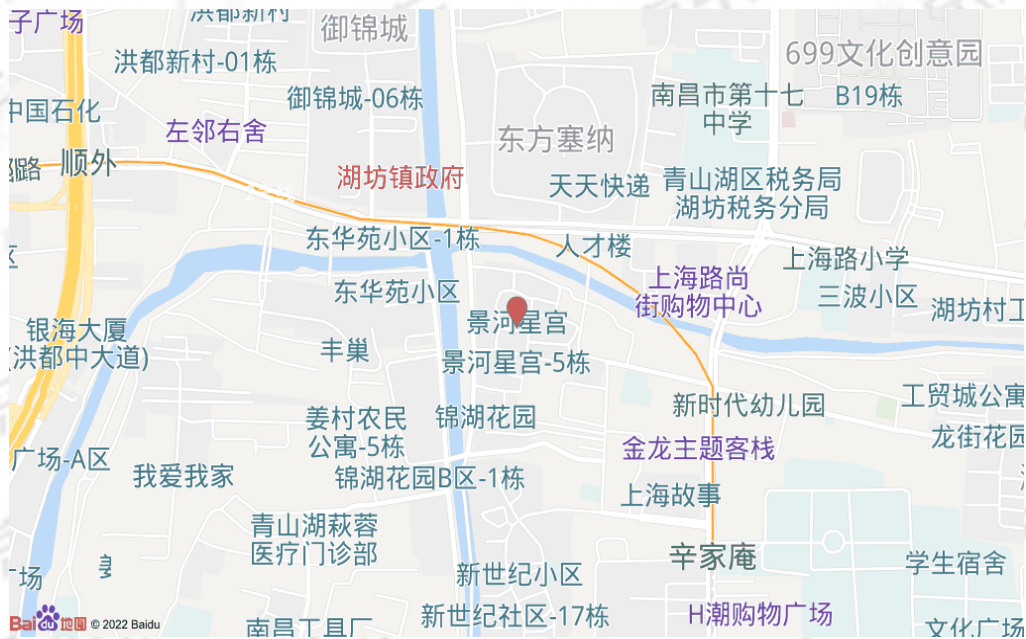 子广场
洪都新村
御锦城
699文化创意园
洪都新村-01栋
御锦城-06栋
南昌市第十七
中学
B19栋
中国石化
左邻右舍
东方塞纳
顺外
路
湖坊镇政府
天天快递
青山湖区税务局
湖坊税务分局
东华苑小区-1栋
人才楼
上海路小学
区
东华苑小区
上海路尚
街购物中心
三波小区
湖坊村工
景河星宫
银海大厦
(洪都中大道)
丰巢
景河星宫-5栋
姜村农民
公寓-5栋
锦湖花园
新时代幼儿园
工贸城公寓
龙街花园
广场-A区
我爱我家
锦湖花园B区-1栋
金龙主题客栈
上海故事
青山湖萩蓉
医疗门诊部
辛家庵
学生宿舍
广场
姜
新世纪小区
新世纪社区-17栋
H潮购物广场
文化广场
南昌工具厂
Bai du 地图 © 2022 Baidu